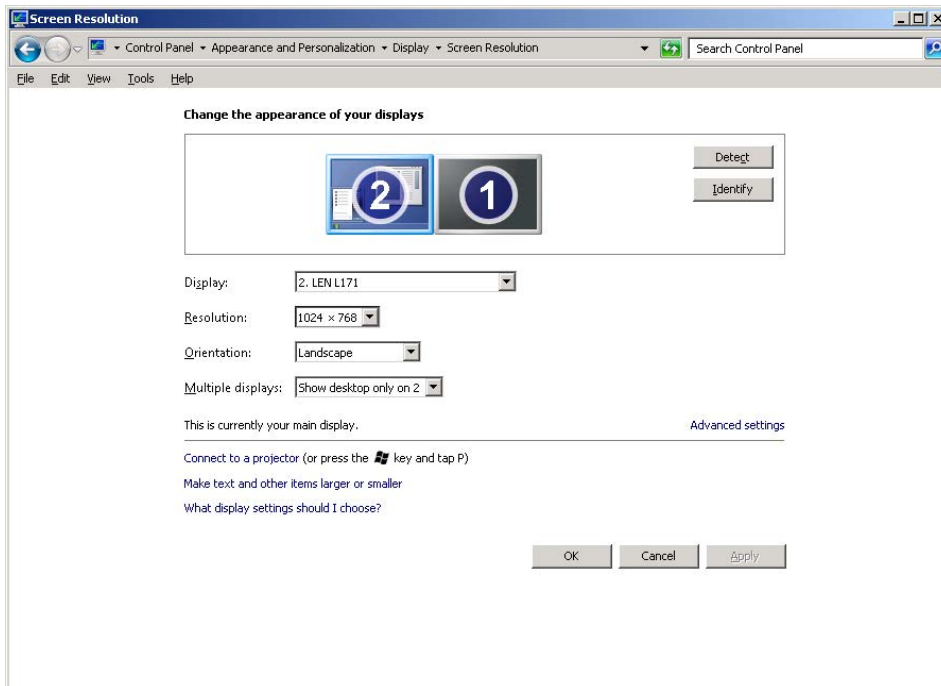 Screen Resolution
Control Panel Appearance and Personalization Display Screen Resolution Search Control Panel
File Edit View Tools Help
Change the appearance of your displays
2 1
Detect
Identify
Display: 2. LEN L171
Resolution: 1024 × 768
Orientation: Landscape
Multiple displays: Show desktop only on 2
This is currently your main display. Advanced settings
Connect to a projector (or press the key and tap P)
Make text and other items larger or smaller
What display settings should I choose?
OK Cancel Apply